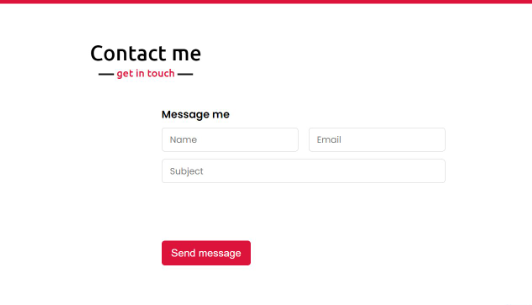 Contact me
get in touch
Message me
Name Email
Subject
Send message